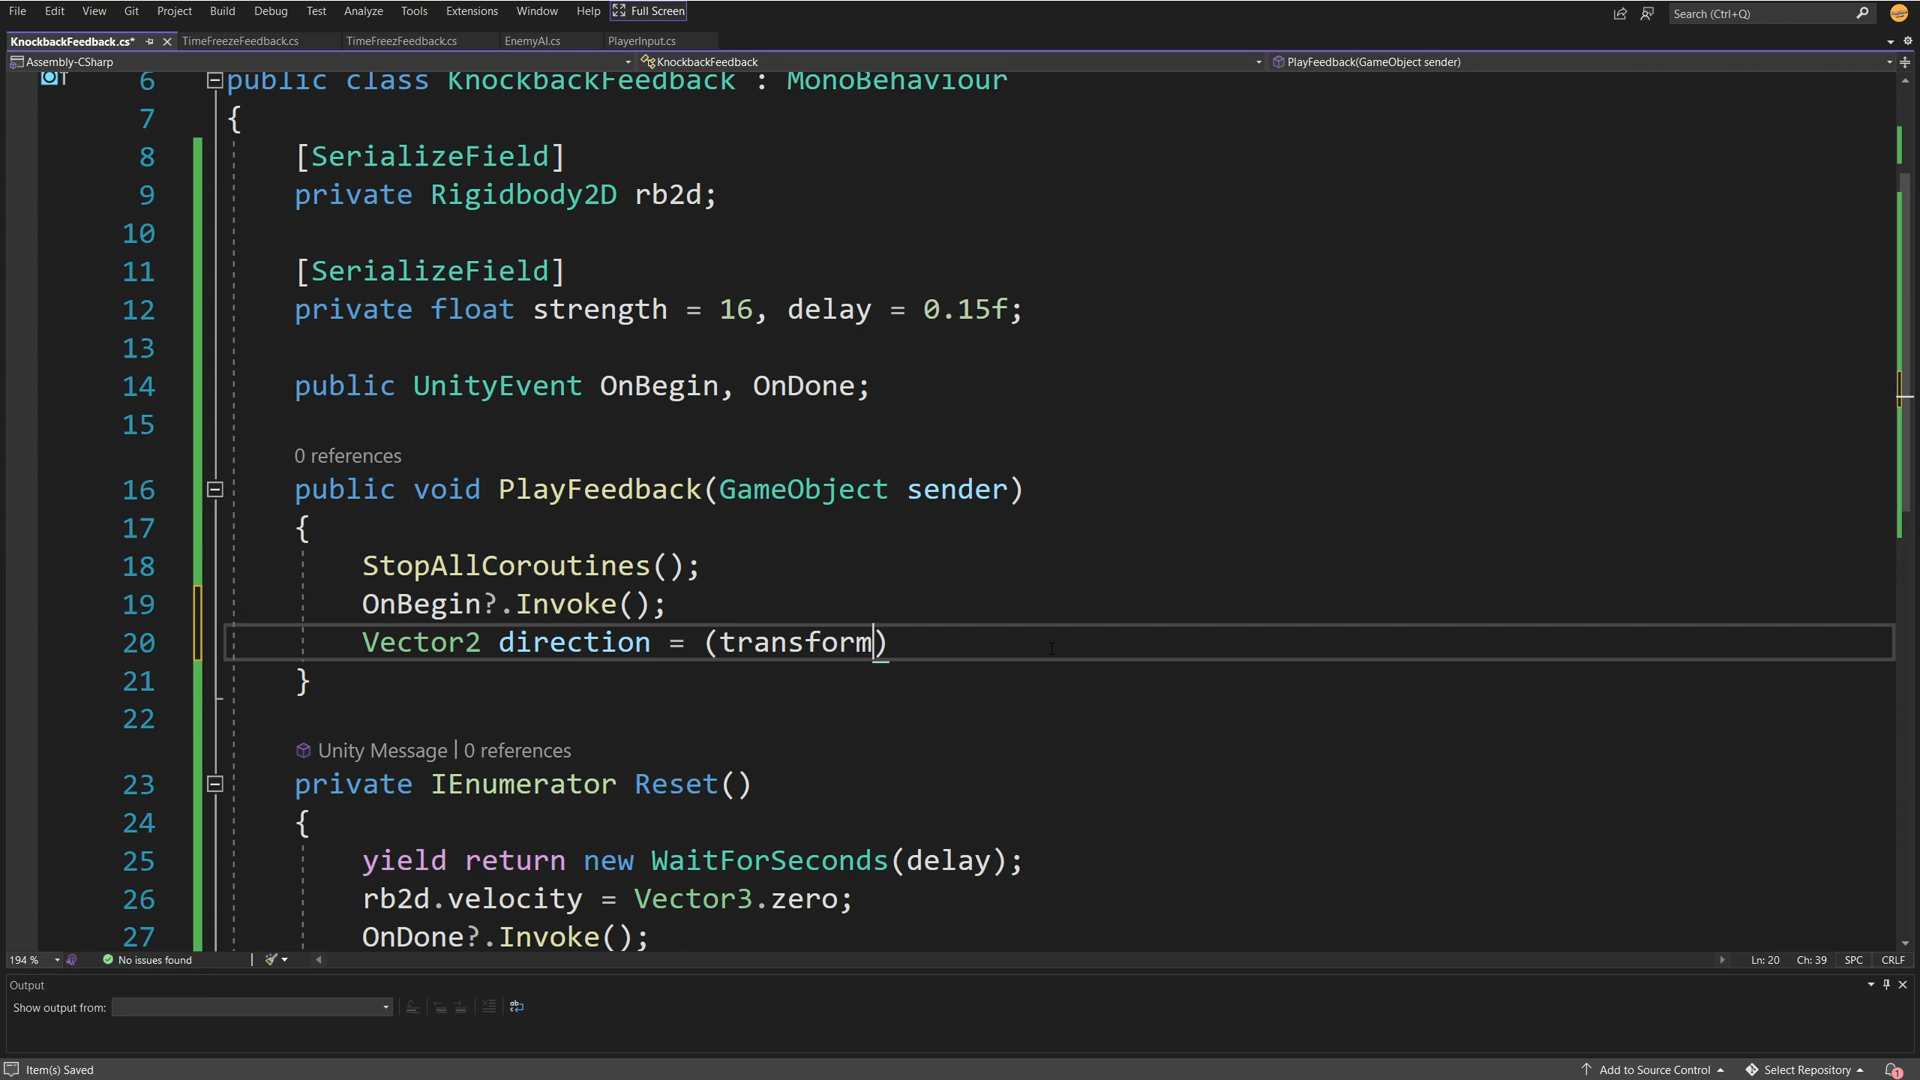 File Edit View Git Project Build Debug Test Analyze Tools Extensions Window Help Full Screen Search (Ctrl+Q)
KnockbackFeedback.cs* TimeFreezeFeedback.cs TimeFreezFeedback.cs EnemyAI.cs PlayerInput.cs
Assembly-CSharp KnockbackFeedback PlayFeedback(GameObject sender)
6 public class KnockbackFeedback : MonoBehaviour
7 {
8 [SerializeField]
9 private Rigidbody2D rb2d;
10
11 [SerializeField]
12 private float strength = 16, delay = 0.15f;
13
14 public UnityEvent OnBegin, OnDone;
15
0 references
16 public void PlayFeedback(GameObject sender)
17 {
18 StopAllCoroutines();
19 OnBegin?.Invoke();
20 Vector2 direction = (transform)
21 }
22
Unity Message | 0 references
23 private IEnumerator Reset()
24 {
25 yield return new WaitForSeconds(delay);
26 rb2d.velocity = Vector3.zero;
27 OnDone?.Invoke();
194 % No issues found Ln: 20 Ch: 39 SPC CRLF
Output
Show output from:
Item(s) Saved Add to Source Control Select Repository 1